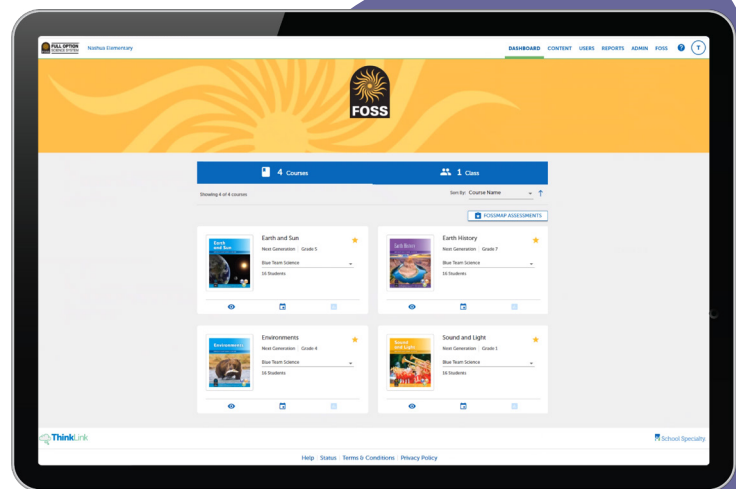 FULL OPTION
SCIENCE SYSTEM
Nashua Elementary
DASHBOARD CONTENT USERS REPORTS ADMIN FOSS ? T
FOSS
4 Courses
1 Class
Showing 4 of 4 courses
Sort By: Course Name
FOSSMAP ASSESSMENTS
Earth and Sun
Earth and Sun
Next Generation | Grade 5
Blue Team Science
16 Students
Earth History
Earth History
Next Generation | Grade 7
Blue Team Science
16 Students
Environments
Environments
Next Generation | Grade 4
Blue Team Science
16 Students
Sound and Light
Sound and Light
Next Generation | Grade 1
Blue Team Science
16 Students
ThinkLink
School Specialty.
Help | Status | Terms & Conditions | Privacy Policy